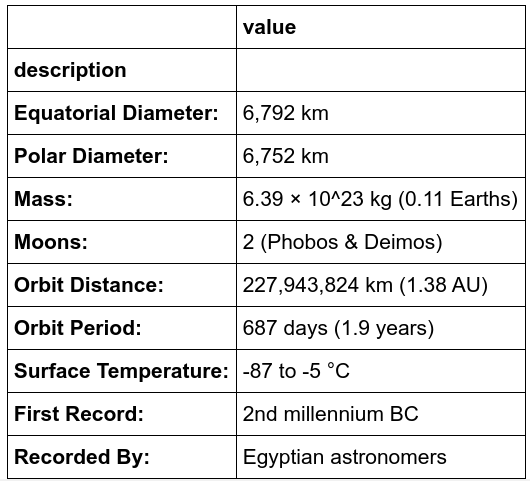 value
description
Equatorial Diameter: 6,792 km
Polar Diameter: 6,752 km
Mass: 6.39 × 10^23 kg (0.11 Earths)
Moons: 2 (Phobos & Deimos)
Orbit Distance: 227,943,824 km (1.38 AU)
Orbit Period: 687 days (1.9 years)
Surface Temperature: -87 to -5 °C
First Record: 2nd millennium BC
Recorded By: Egyptian astronomers